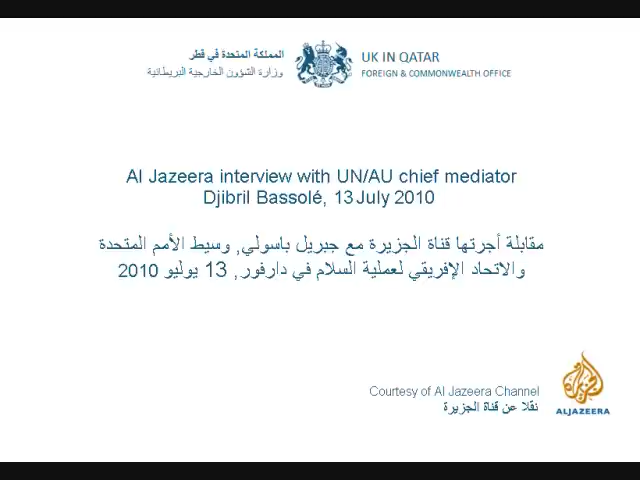 المملكة المتحدة في قطر
وزارة الشؤون الخارجية البريطانية
UK IN QATAR
FOREIGN & COMMONWEALTH OFFICE
Al Jazeera interview with UN/AU chief mediator
Djibril Bassolé, 13 July 2010
مقابلة أجرتها قناة الجزيرة مع جبريل باسولي, وسيط الأمم المتحدة
والاتحاد الإفريقي لعملية السلام في دارفور, 13 يوليو 2010
Courtesy of Al Jazeera Channel
نقلا عن قناة الجزيرة
ALJAZEERA